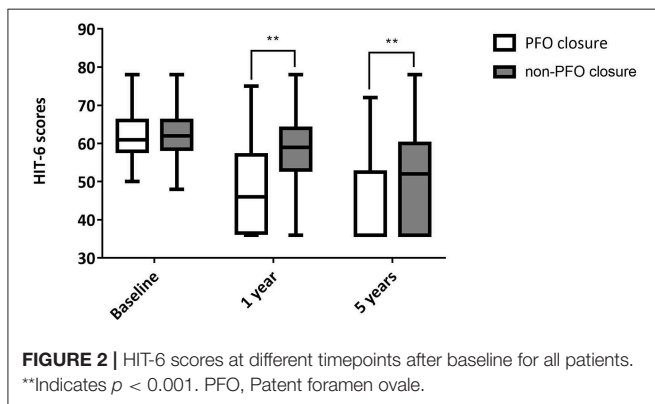 90
80
70
60
50
40
30
HIT-6 scores
**
**
PFO closure
non-PFO closure
Baseline
1 year
5 years
FIGURE 2 | HIT-6 scores at different timepoints after baseline for all patients.
**Indicates p < 0.001. PFO, Patent foramen ovale.